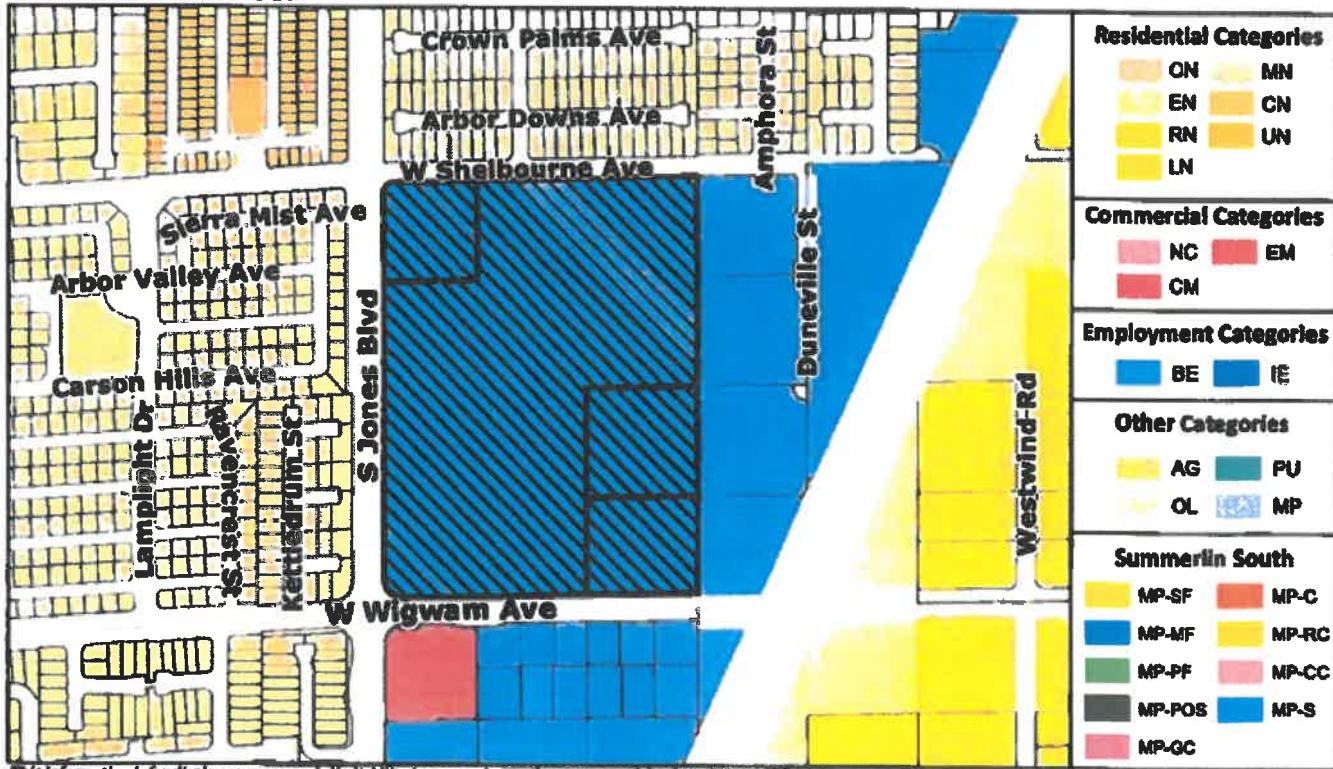 Crown Palms Ave
Amphora St
Arbor Downs Ave
W Shelbourne Ave
Sierra Mist Ave
Arbor Valley Ave
S Jones Blvd
Duneville St
Carson Hills Ave
Lamplight Dr
Ravencrest St
Kettledrum St
Westwind Rd
W Wigwam Ave
Residential Categories
ON MN
EN CN
RN UN
LN
Commercial Categories
NC EM
CM
Employment Categories
BE IE
Other Categories
AG PU
OL MP
Summerlin South
MP-SF MP-C
MP-MF MP-RC
MP-PF MP-CC
MP-POS MP-S
MP-GC